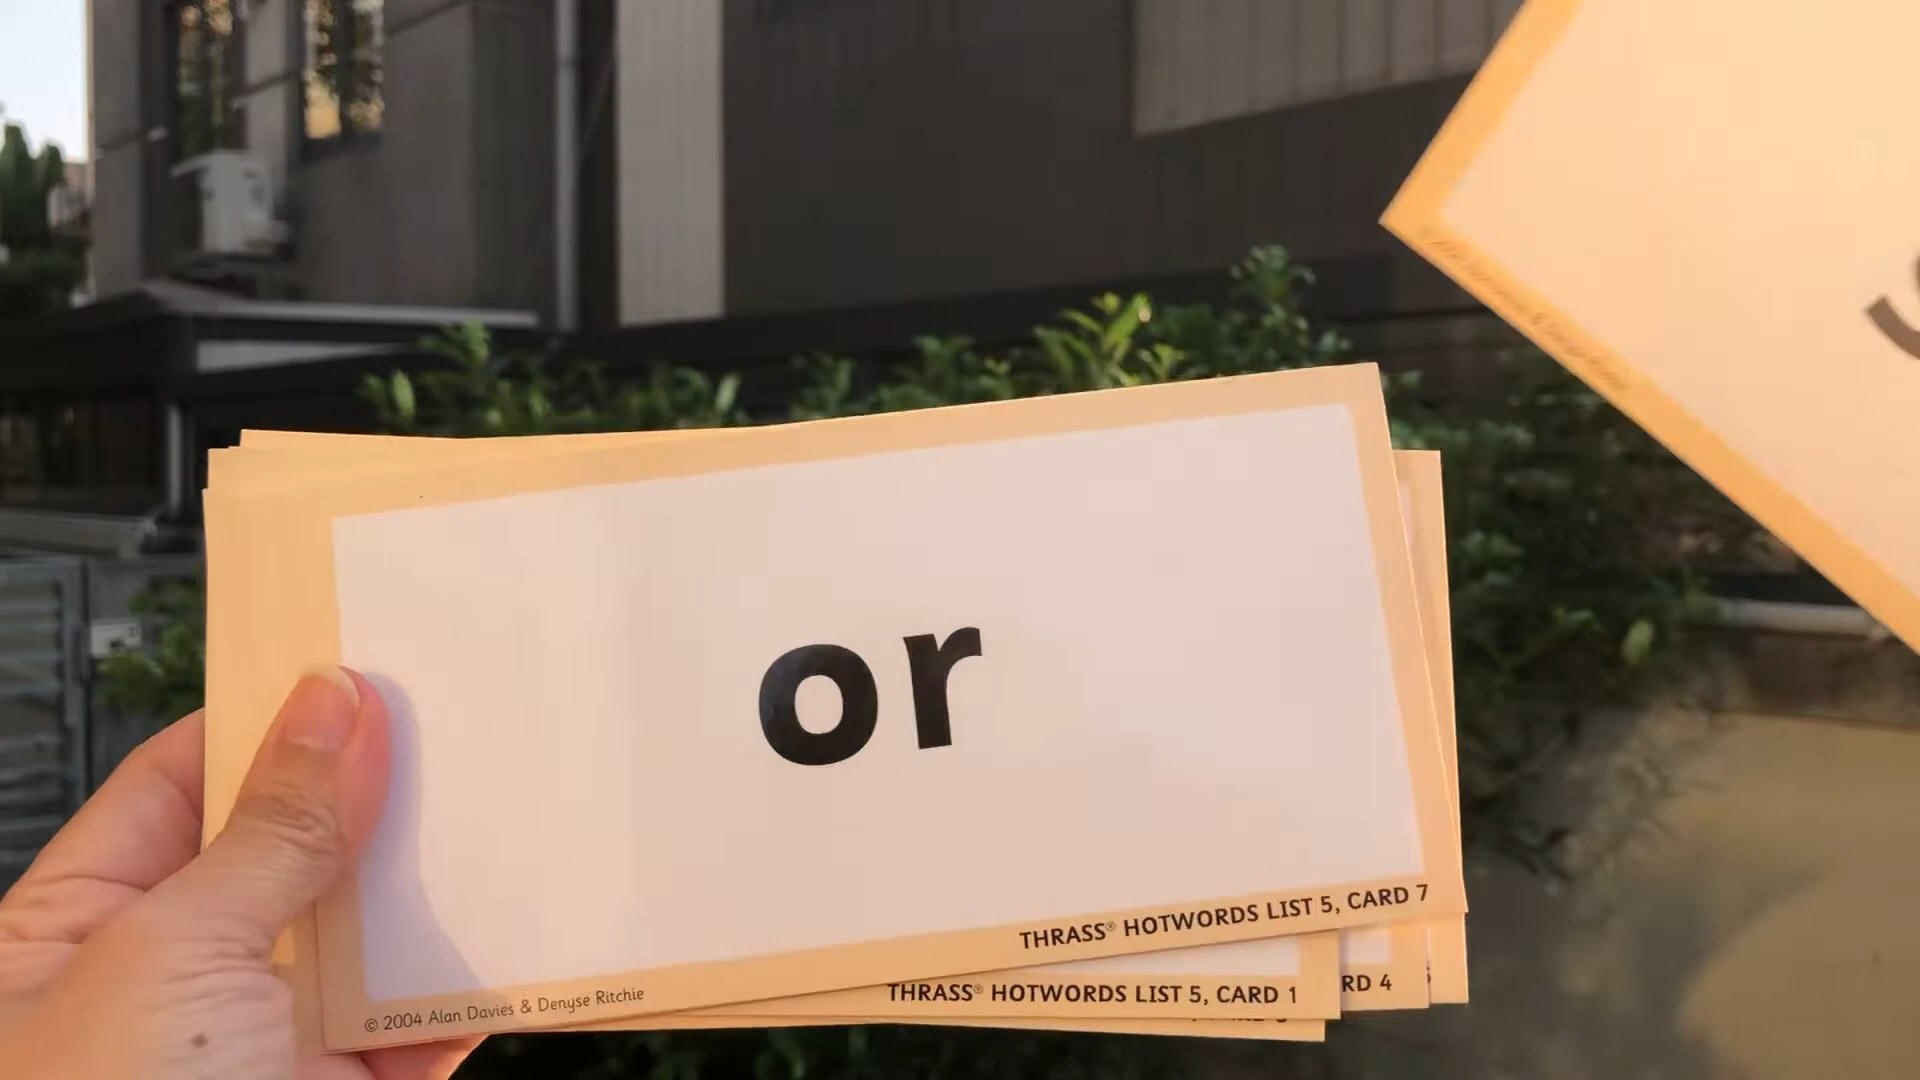 or
THRASS® HOTWORDS LIST 5, CARD 7
© 2004 Alan Davies & Denyse Ritchie
THRASS® HOTWORDS LIST 5, CARD 1
RD 4